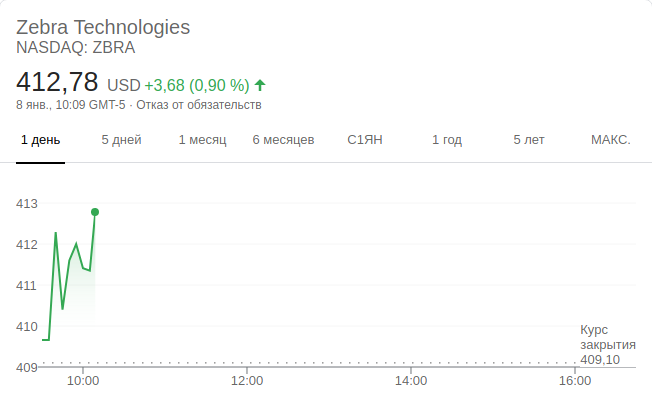 Zebra Technologies
NASDAQ: ZBRA
412,78 USD +3,68 (0,90 %)
8 янв., 10:09 GMT-5 · Отказ от обязательств
1 день 5 дней 1 месяц 6 месяцев С1ЯН 1 год 5 лет МАКС.
413
412
411
410
Курс
закрытия
409,10
409
10:00 12:00 14:00 16:00